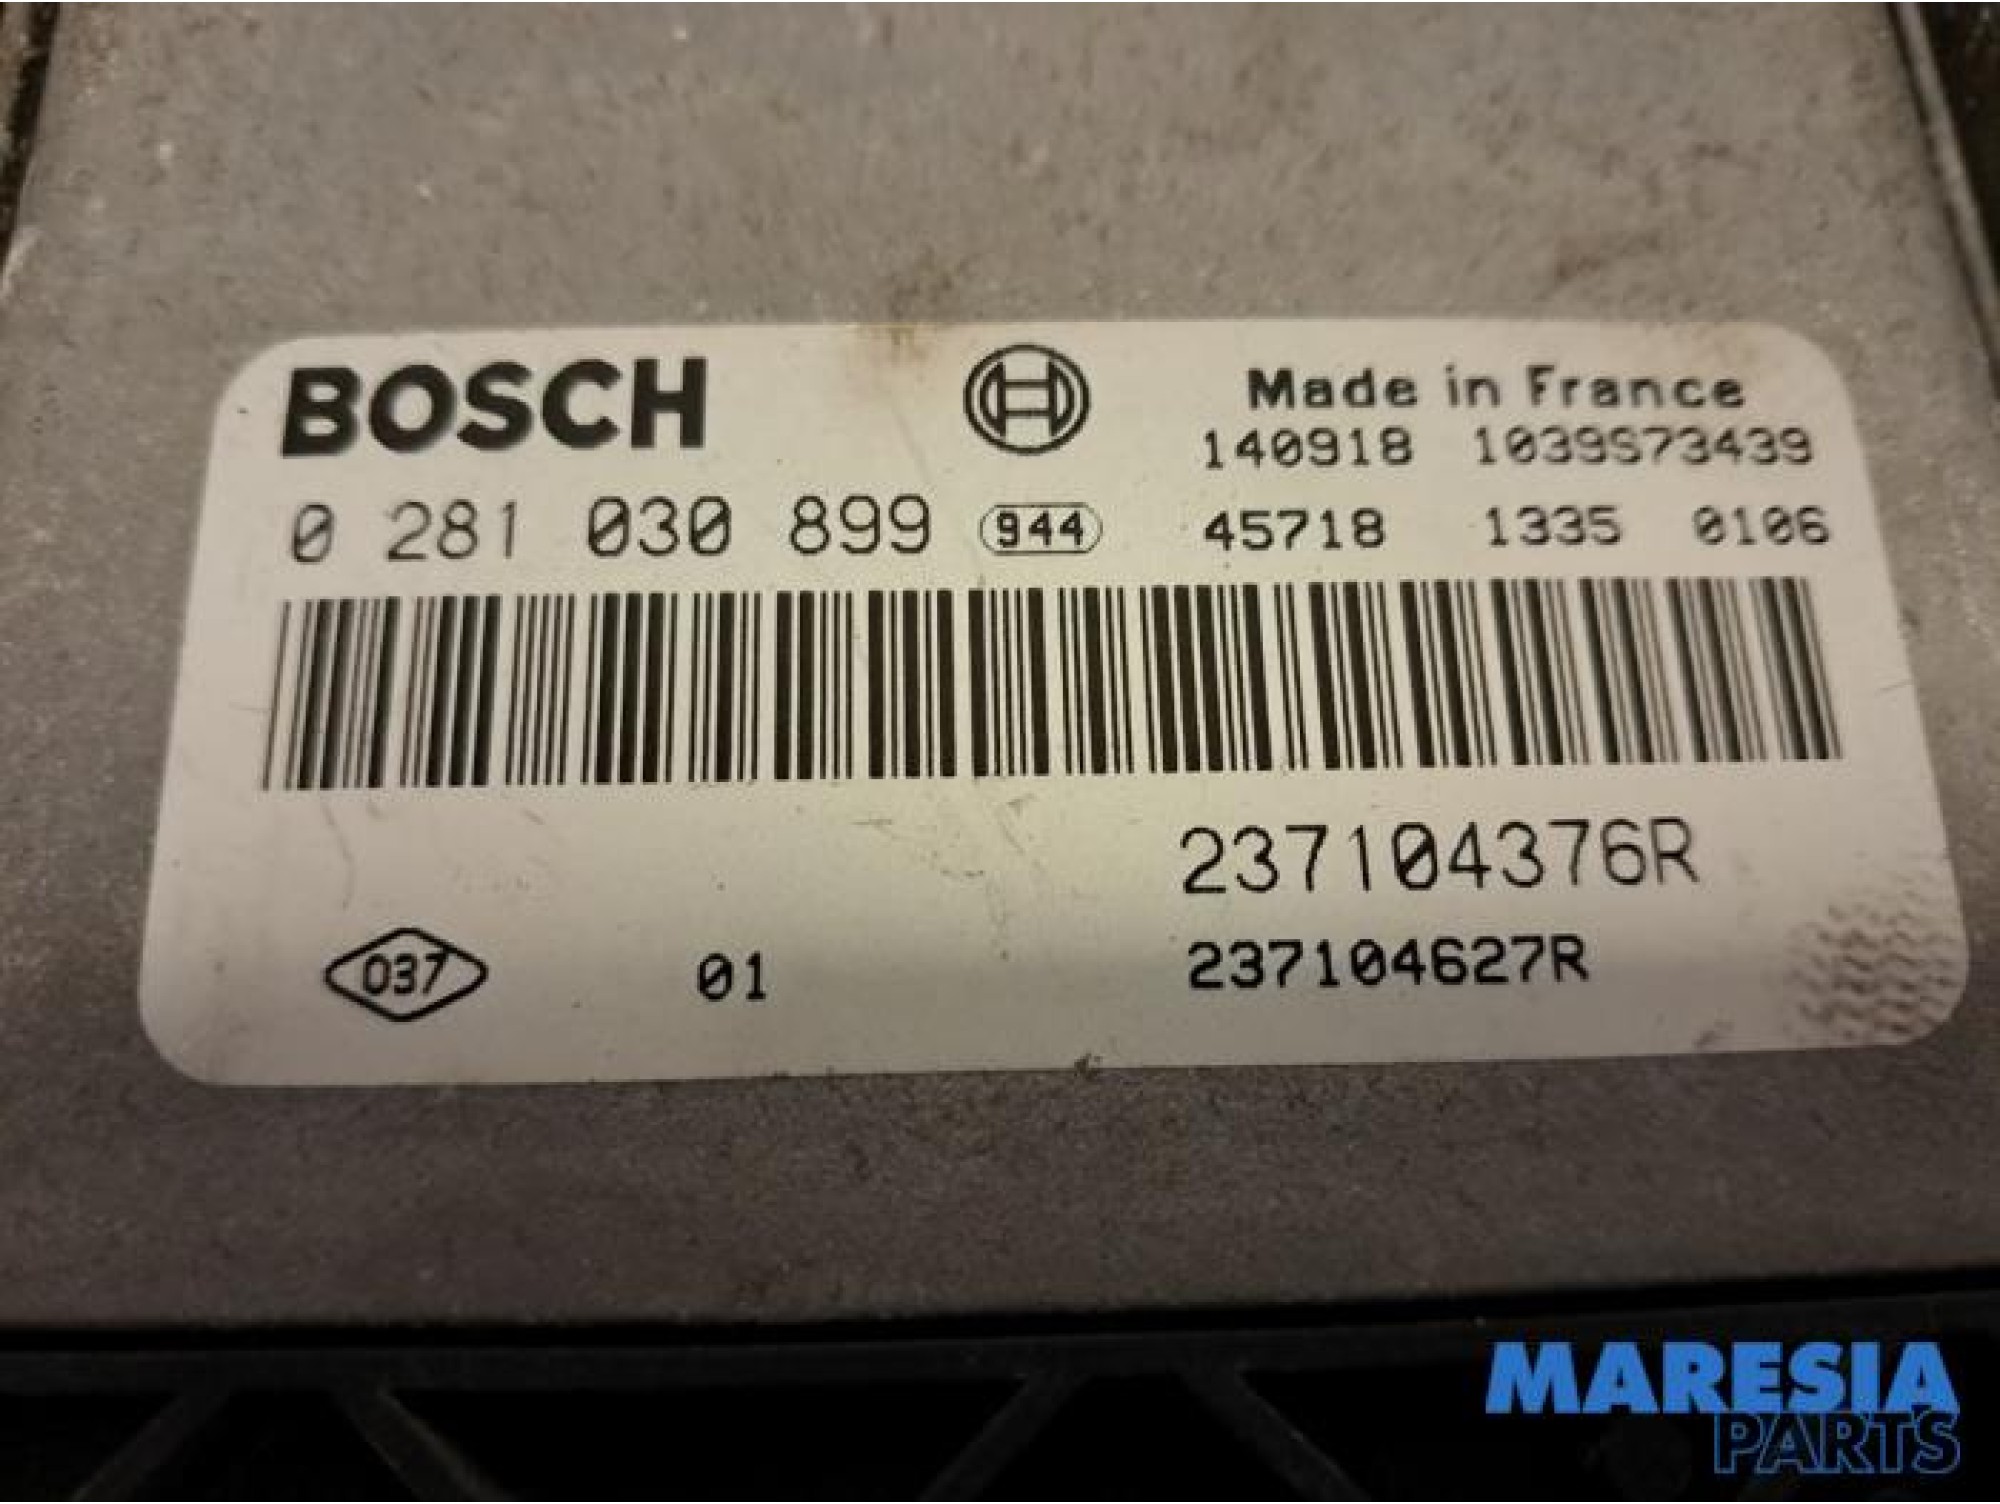 BOSCH
Made in France
140918 1039S73439
0 281 030 899 944 45718 1335 0106
237104376R
037 01 237104627R
MARESIA
PARTS